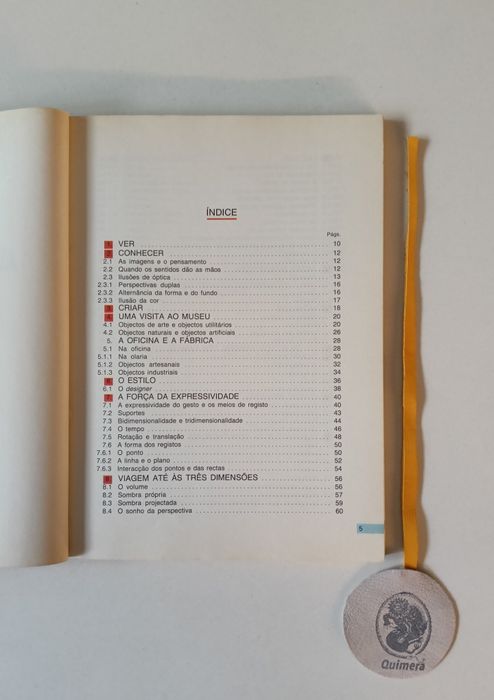 ÍNDICE
Págs.
1. VER 10
2. CONHECER 12
2.1 As imagens e o pensamento 12
2.2 Quando os sentidos dão as mãos 12
2.3 Ilusões de óptica 13
2.3.1 Perspectivas duplas 16
2.3.2 Alternância da forma e do fundo 16
2.3.3 Ilusão da cor 17
3. CRIAR 18
4. UMA VISITA AO MUSEU 20
4.1 Objectos de arte e objectos utilitários 20
4.2 Objectos naturais e objectos artificiais 26
5. A OFICINA E A FÁBRICA 28
5.1 Na oficina 28
5.1.1 Na olaria 30
5.1.2 Objectos artesanais 32
5.1.3 Objectos industriais 34
6. O ESTILO 36
6.1 O designer 38
7. A FORÇA DA EXPRESSIVIDADE 40
7.1 A expressividade do gesto e os meios de registo 40
7.2 Suportes 43
7.3 Bidimensionalidade e tridimensionalidade 44
7.4 O tempo 46
7.5 Rotação e translação 48
7.6 A forma dos registos 50
7.6.1 O ponto 50
7.6.2 A linha e o plano 52
7.6.3 Interacção dos pontos e das rectas 54
8. VIAGEM ATÉ ÀS TRÊS DIMENSÕES 56
8.1 O volume 56
8.2 Sombra própria 57
8.3 Sombra projectada 59
8.4 O sonho da perspectiva 60
5
Quimera